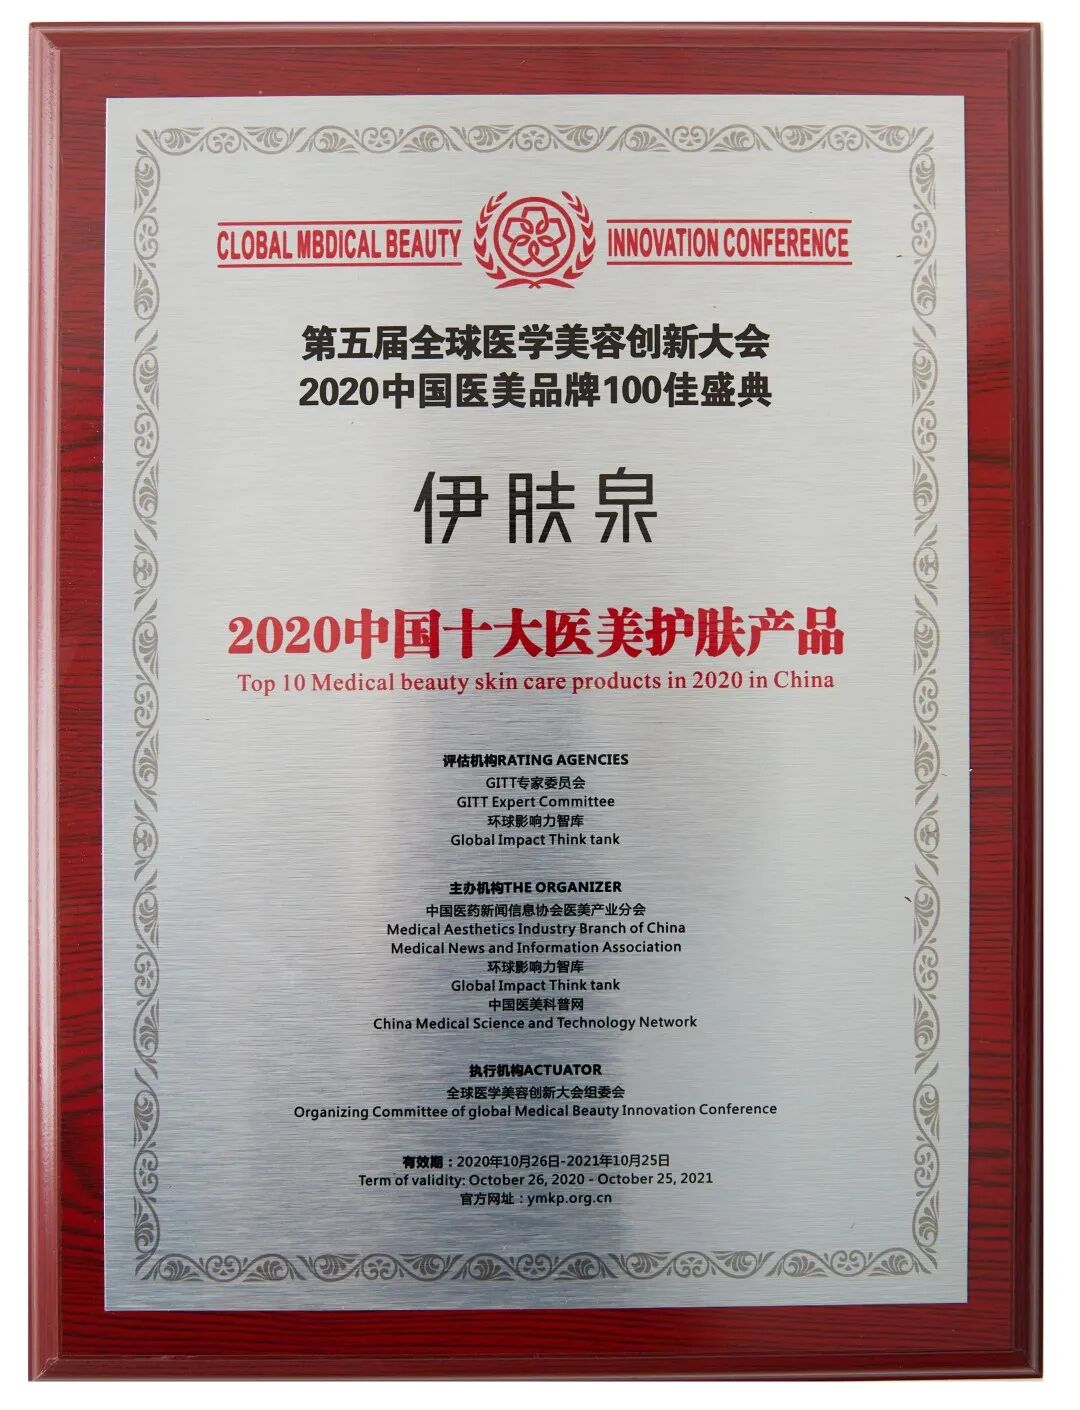 CLOBAL MBDICAL BEAUTY INNOVATION CONFERENCE
第五届全球医学美容创新大会
2020中国医美品牌100佳盛典
伊肤泉
2020中国十大医美护肤产品
Top 10 Medical beauty skin care products in 2020 in China
评估机构RATING AGENCIES
GITT专家委员会
GITT Expert Committee
环球影响力智库
Global Impact Think tank
主办机构THE ORGANIZER
中国医药新闻信息协会医美产业分会
Medical Aesthetics Industry Branch of China
Medical News and Information Association
环球影响力智库
Global Impact Think tank
中国医美科普网
China Medical Science and Technology Network
执行机构ACTUATOR
全球医学美容创新大会组委会
Organizing Committee of global Medical Beauty Innovation Conference
有效期：2020年10月26日-2021年10月25日
Term of validity: October 26, 2020 - October 25, 2021
官方网址：ymkp.org.cn